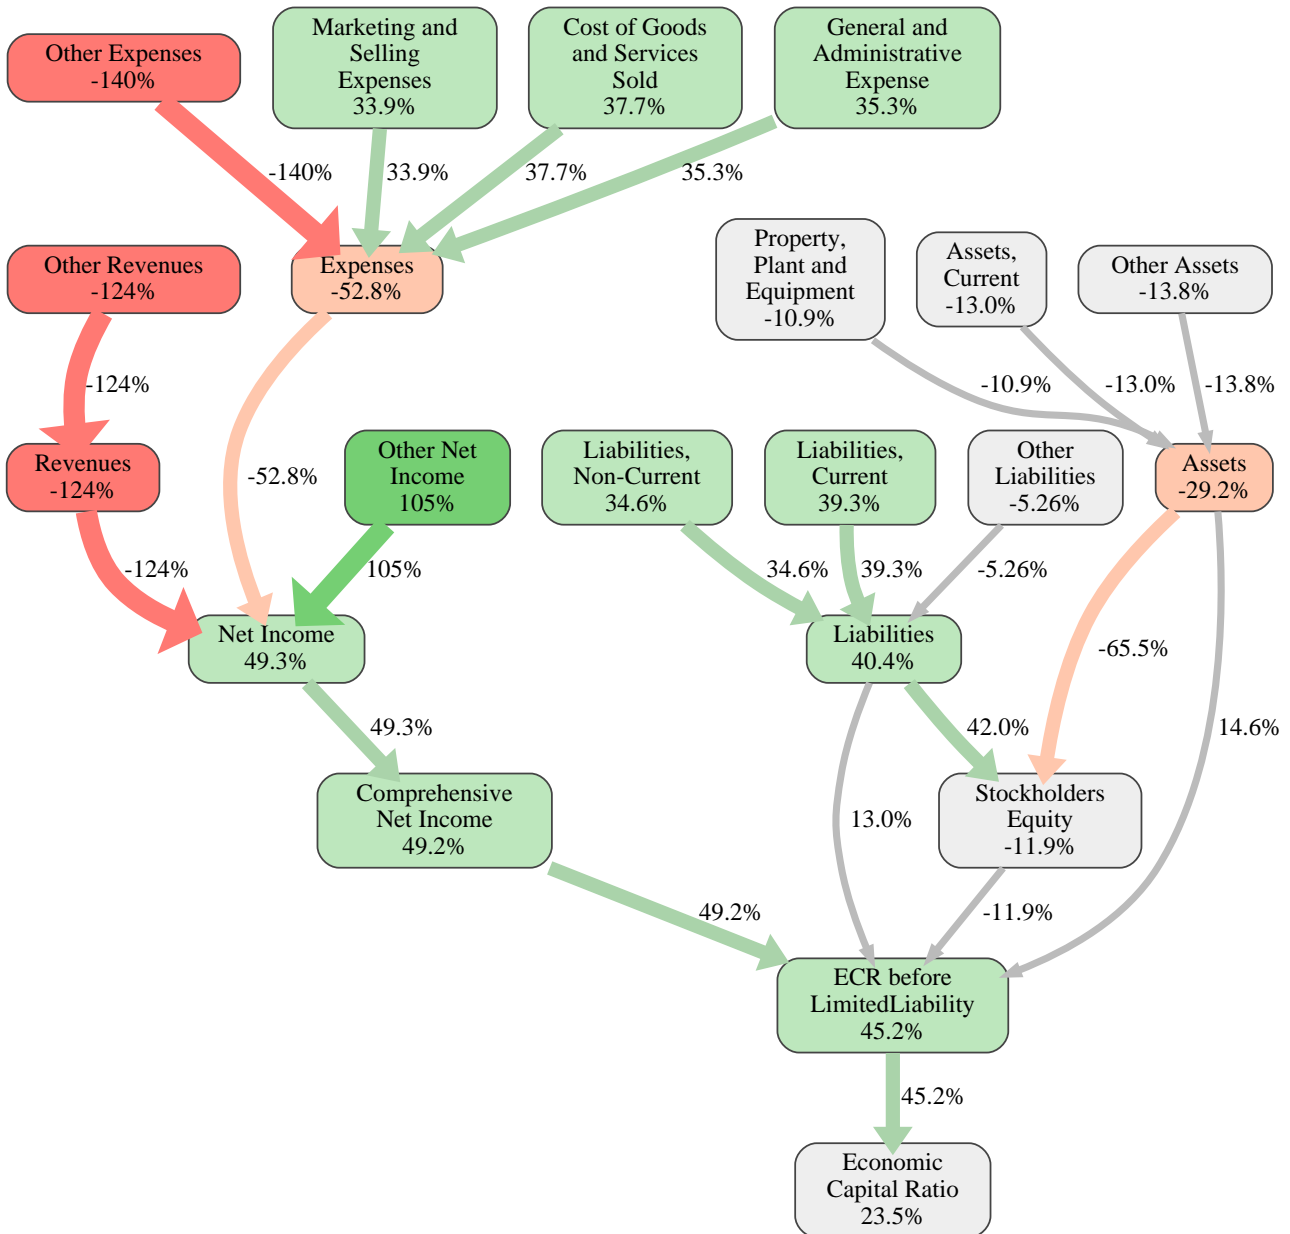 Other Expenses
-140%
Marketing and
Selling
Expenses
33.9%
Cost of Goods
and Services
Sold
37.7%
General and
Administrative
Expense
35.3%
-140%
33.9%
37.7%
35.3%
Other Revenues
-124%
Expenses
-52.8%
Property,
Plant and
Equipment
-10.9%
Assets,
Current
-13.0%
Other Assets
-13.8%
-124%
-10.9%
-13.0%
-13.8%
Revenues
-124%
-52.8%
Other Net
Income
105%
Liabilities,
Non-Current
34.6%
Liabilities,
Current
39.3%
Other
Liabilities
-5.26%
Assets
-29.2%
-124%
105%
34.6%
39.3%
-5.26%
Net Income
49.3%
Liabilities
40.4%
-65.5%
49.3%
42.0%
14.6%
Comprehensive
Net Income
49.2%
13.0%
Stockholders
Equity
-11.9%
49.2%
-11.9%
ECR before
LimitedLiability
45.2%
45.2%
Economic
Capital Ratio
23.5%